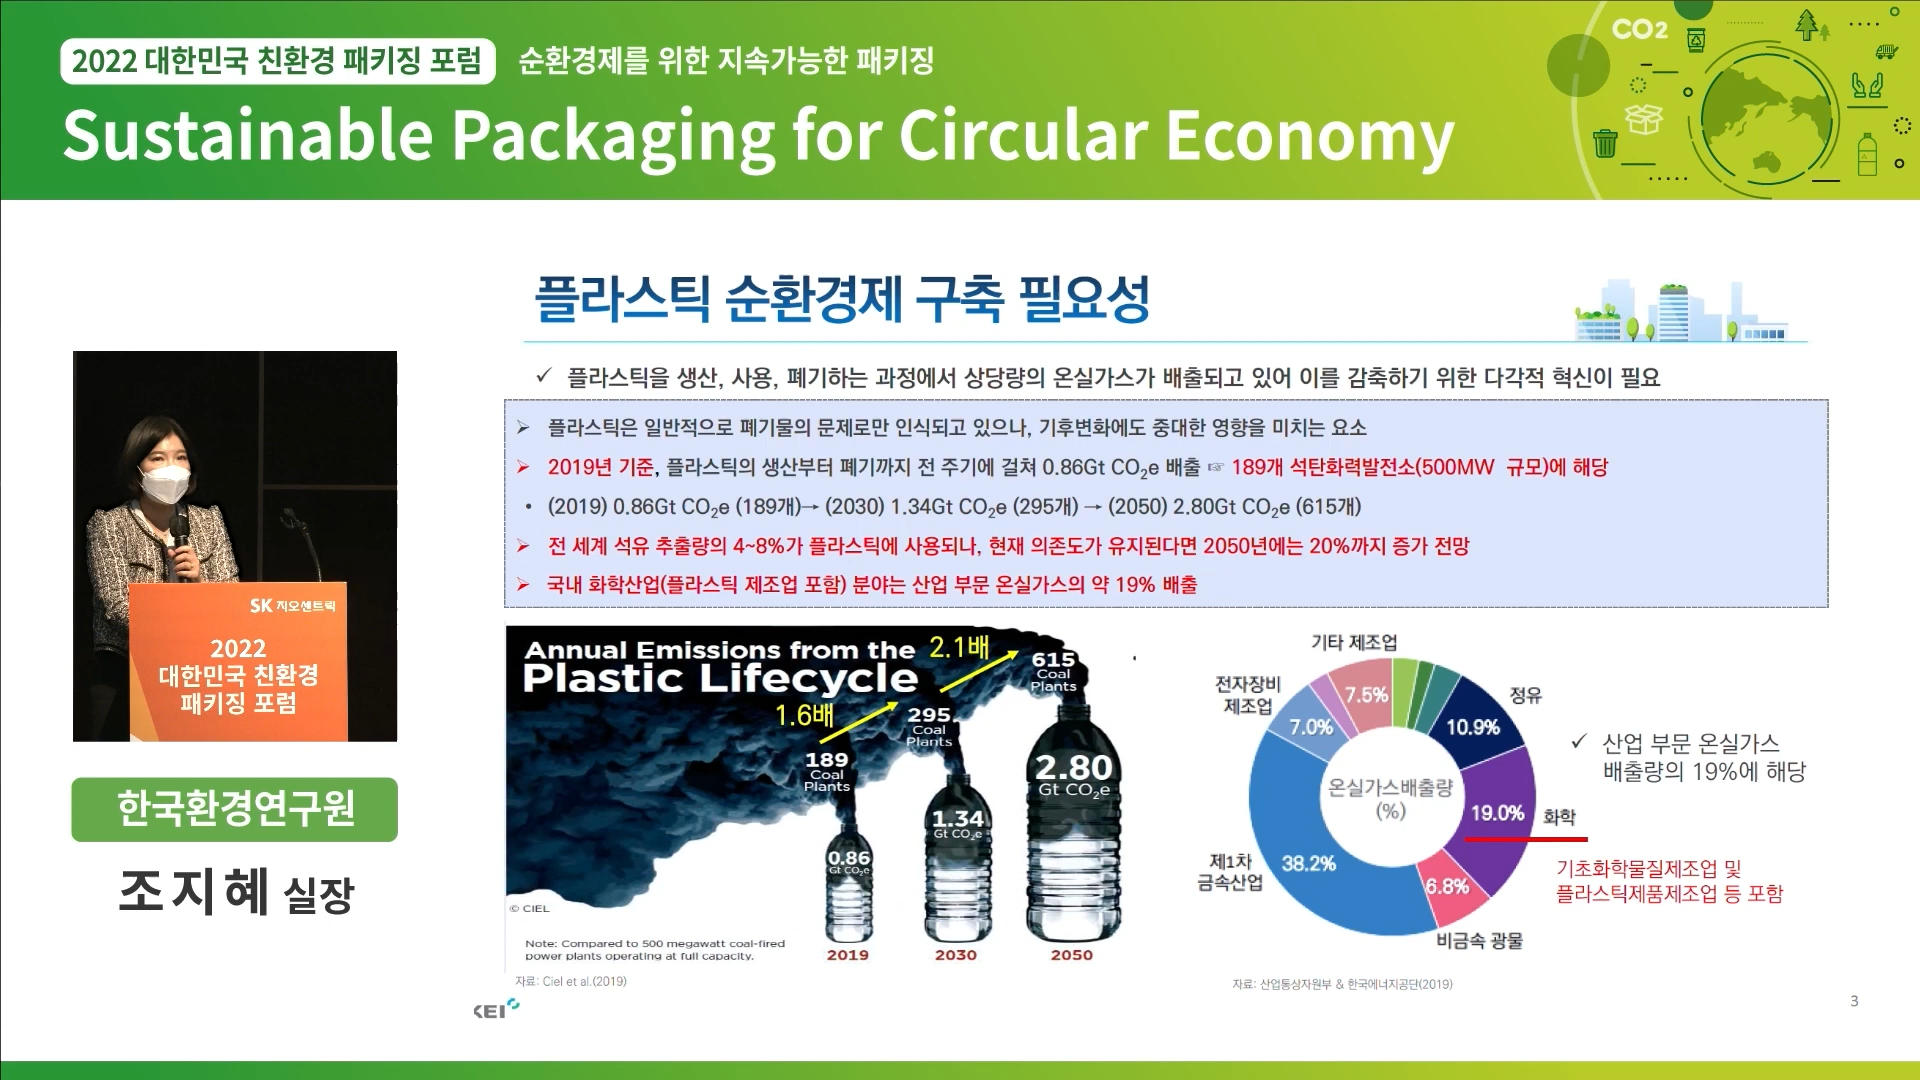 2022 대한민국 친환경 패키징 포럼
순환경제를 위한 지속가능한 패키징
Sustainable Packaging for Circular Economy
CO2
플라스틱 순환경제 구축 필요성
✓ 플라스틱을 생산, 사용, 폐기하는 과정에서 상당량의 온실가스가 배출되고 있어 이를 감축하기 위한 다각적 혁신이 필요
➢ 플라스틱은 일반적으로 폐기물의 문제로만 인식되고 있으나, 기후변화에도 중대한 영향을 미치는 요소
➢ 2019년 기준, 플라스틱의 생산부터 폐기까지 전 주기에 걸쳐 0.86Gt CO₂e 배출 ☞ 189개 석탄화력발전소(500MW 규모)에 해당
• (2019) 0.86Gt CO₂e (189개)→ (2030) 1.34Gt CO₂e (295개) → (2050) 2.80Gt CO₂e (615개)
➢ 전 세계 석유 추출량의 4~8%가 플라스틱에 사용되나, 현재 의존도가 유지된다면 2050년에는 20%까지 증가 전망
➢ 국내 화학산업(플라스틱 제조업 포함) 분야는 산업 부문 온실가스의 약 19% 배출
SK 지오센트릭
2022
대한민국 친환경
패키징 포럼
한국환경연구원
조지혜 실장
Annual Emissions from the
Plastic Lifecycle
1.6배
2.1배
189
Coal
Plants
295
Coal
Plants
615
Coal
Plants
0.86
Gt CO₂e
1.34
Gt CO₂e
2.80
Gt CO₂e
© CIEL
Note: Compared to 500 megawatt coal-fired
power plants operating at full capacity.
2019
2030
2050
자료: Ciel et al.(2019)
KEI
기타 제조업
7.5%
전자장비
제조업
7.0%
정유
10.9%
온실가스배출량
(%)
19.0%
화학
제1차
금속산업
38.2%
6.8%
비금속 광물
✓ 산업 부문 온실가스
배출량의 19%에 해당
기초화학물질제조업 및
플라스틱제품제조업 등 포함
자료: 산업통상자원부 & 한국에너지공단(2019)
3